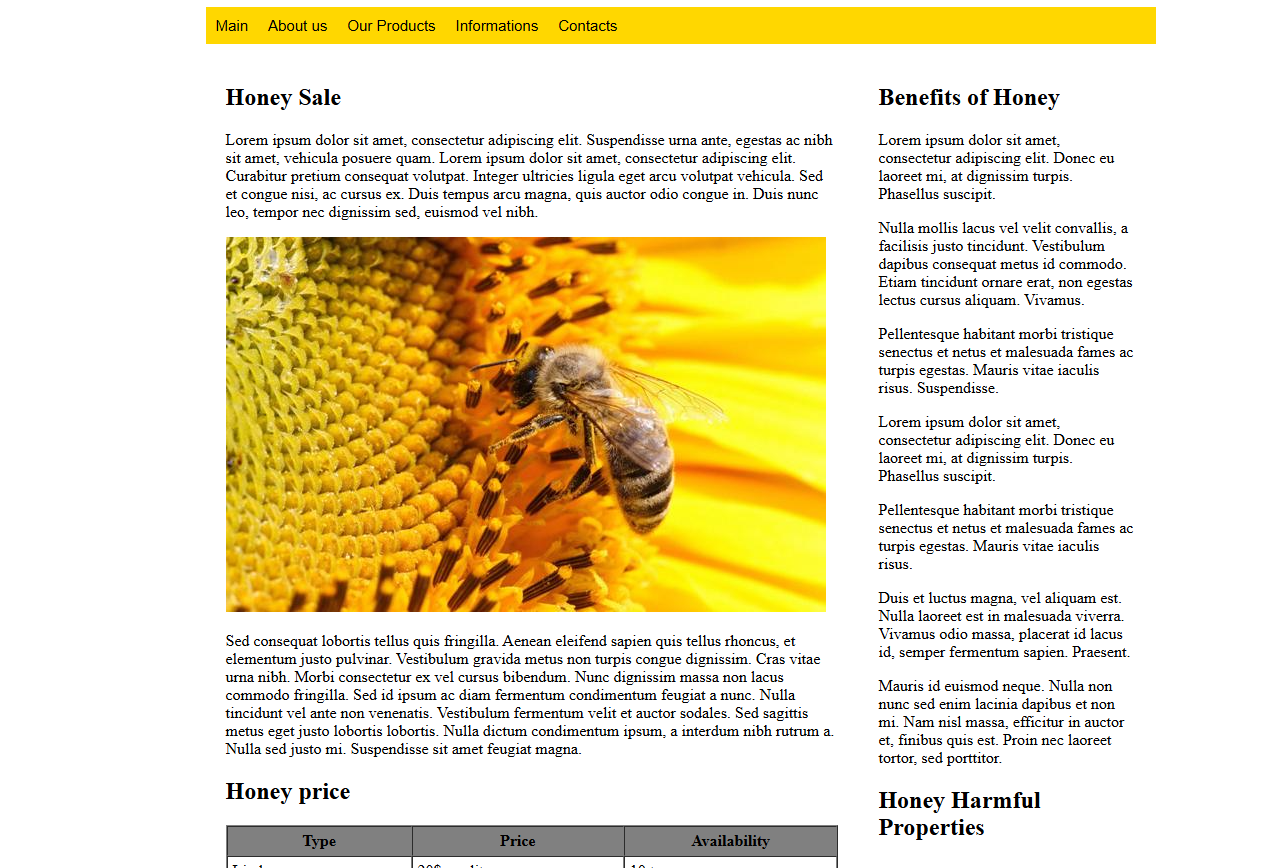 Main About us Our Products Informations Contacts
Honey Sale
Lorem ipsum dolor sit amet, consectetur adipiscing elit. Suspendisse urna ante, egestas ac nibh
sit amet, vehicula posuere quam. Lorem ipsum dolor sit amet, consectetur adipiscing elit.
Curabitur pretium consequat volutpat. Integer ultricies ligula eget arcu volutpat vehicula. Sed
et congue nisi, ac cursus ex. Duis tempus arcu magna, quis auctor odio congue in. Duis nunc
leo, tempor nec dignissim sed, euismod vel nibh.
Sed consequat lobortis tellus quis fringilla. Aenean eleifend sapien quis tellus rhoncus, et
elementum justo pulvinar. Vestibulum gravida metus non turpis congue dignissim. Cras vitae
urna nibh. Morbi consectetur ex vel cursus bibendum. Nunc dignissim massa non lacus
commodo fringilla. Sed id ipsum ac diam fermentum condimentum feugiat a nunc. Nulla
tincidunt vel ante non venenatis. Vestibulum fermentum velit et auctor sodales. Sed sagittis
metus eget justo lobortis lobortis. Nulla dictum condimentum ipsum, a interdum nibh rutrum a.
Nulla sed justo mi. Suspendisse sit amet feugiat magna.
Honey price
Type Price Availability
Benefits of Honey
Lorem ipsum dolor sit amet,
consectetur adipiscing elit. Donec eu
laoreet mi, at dignissim turpis.
Phasellus suscipit.
Nulla mollis lacus vel velit convallis, a
facilisis justo tincidunt. Vestibulum
dapibus consequat metus id commodo.
Etiam tincidunt ornare erat, non egestas
lectus cursus aliquam. Vivamus.
Pellentesque habitant morbi tristique
senectus et netus et malesuada fames ac
turpis egestas. Mauris vitae iaculis
risus. Suspendisse.
Lorem ipsum dolor sit amet,
consectetur adipiscing elit. Donec eu
laoreet mi, at dignissim turpis.
Phasellus suscipit.
Pellentesque habitant morbi tristique
senectus et netus et malesuada fames ac
turpis egestas. Mauris vitae iaculis
risus.
Duis et luctus magna, vel aliquam est.
Nulla laoreet est in malesuada viverra.
Vivamus odio massa, placerat id lacus
id, semper fermentum sapien. Praesent.
Mauris id euismod neque. Nulla non
nunc sed enim lacinia dapibus et non
mi. Nam nisl massa, efficitur in auctor
et, finibus quis est. Proin nec laoreet
tortor, sed porttitor.
Honey Harmful
Properties